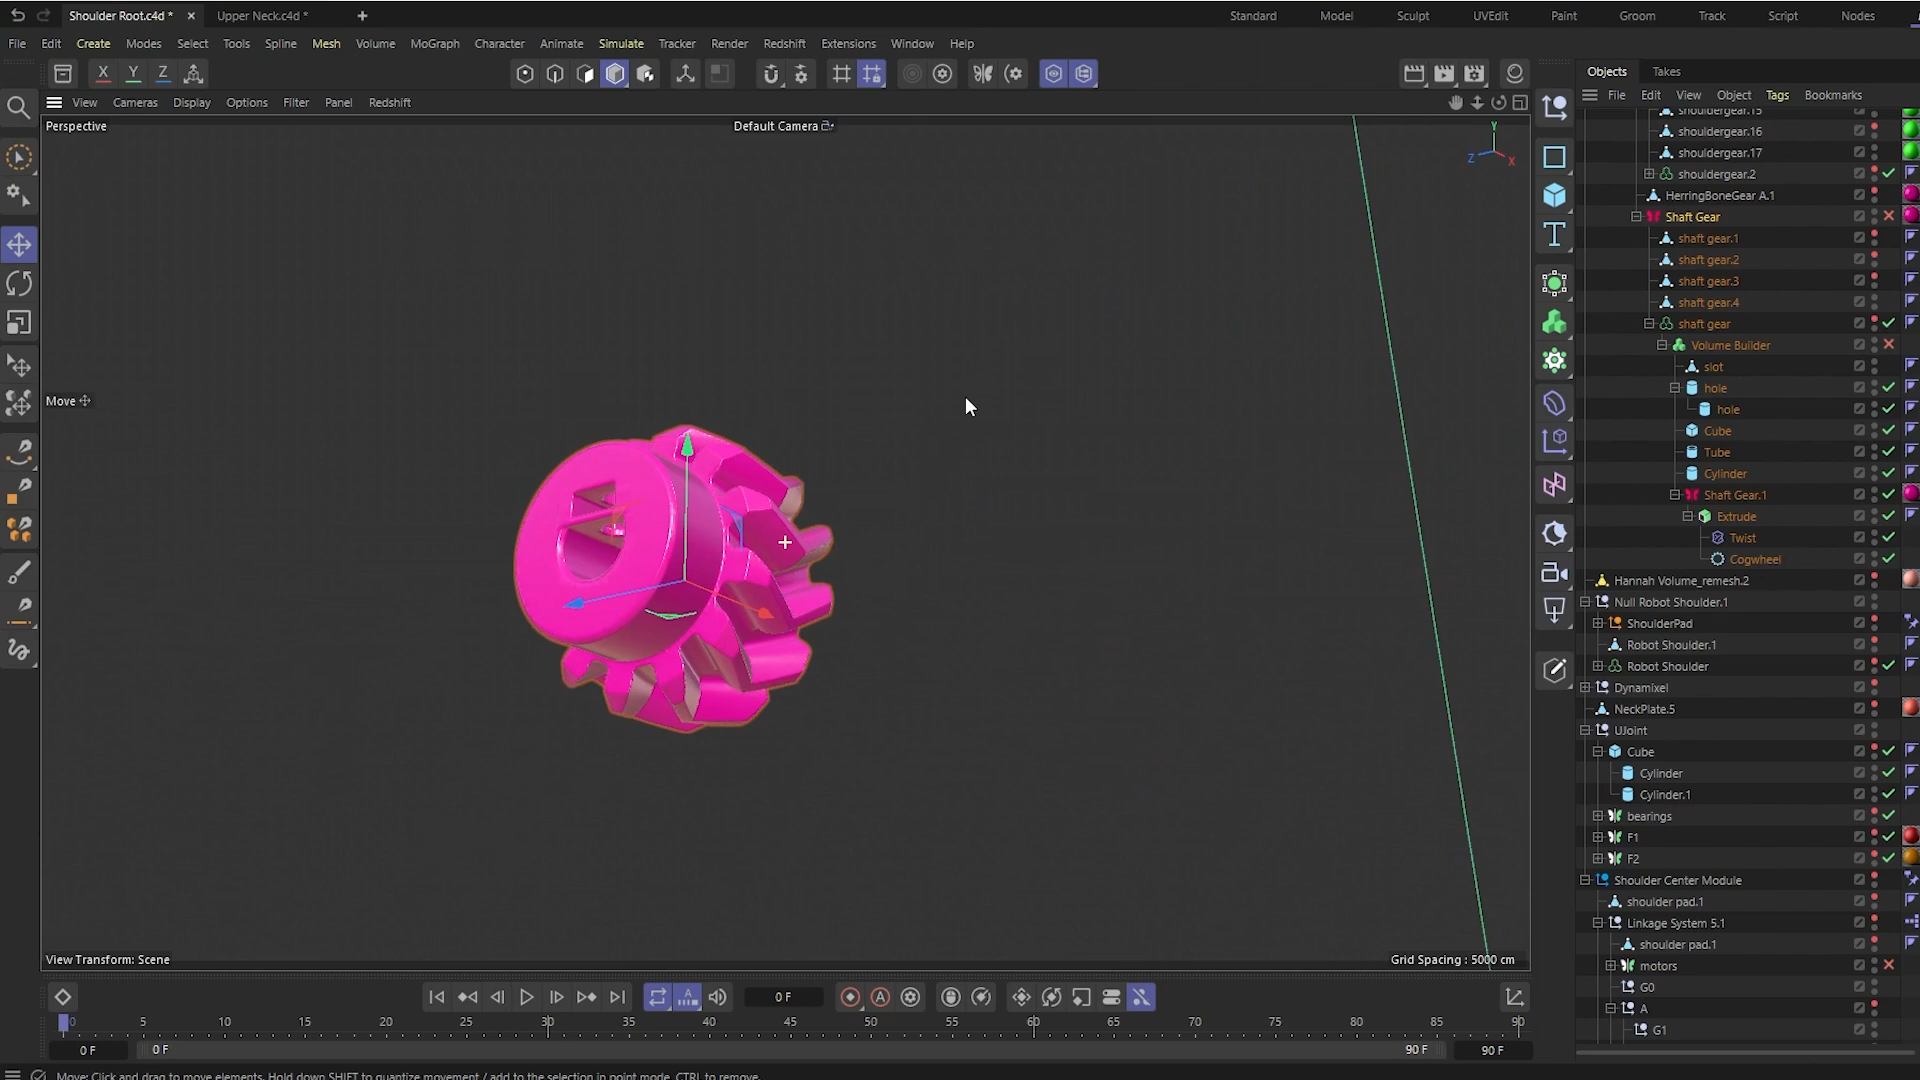 Shoulder Root.c4d *
Upper Neck.c4d *
Standard
Model
Sculpt
UVEdit
Paint
Groom
Track
Script
Nodes
File
Edit
Create
Modes
Select
Tools
Spline
Mesh
Volume
MoGraph
Character
Animate
Simulate
Tracker
Render
Redshift
Extensions
Window
Help
X
Y
Z
Objects
Takes
View
Cameras
Display
Options
Filter
Panel
Redshift
File
Edit
View
Object
Tags
Bookmarks
Perspective
Default Camera
Y
Z
X
Move
shouldergear.15
shouldergear.16
shouldergear.17
shouldergear.2
HerringBoneGear A.1
Shaft Gear
shaft gear.1
shaft gear.2
shaft gear.3
shaft gear.4
shaft gear
Volume Builder
slot
hole
hole
Cube
Tube
Cylinder
Shaft Gear.1
Extrude
Twist
Cogwheel
Hannah Volume_remesh.2
Null Robot Shoulder.1
ShoulderPad
Robot Shoulder.1
Robot Shoulder
Dynamixel
NeckPlate.5
UJoint
Cube
Cylinder
Cylinder.1
bearings
F1
F2
Shoulder Center Module
shoulder pad.1
Linkage System 5.1
shoulder pad.1
motors
G0
A
G1
View Transform: Scene
Grid Spacing : 5000 cm
0 F
0 5 10 15 20 25 30 35 40 45 50 55 60 65 70 75 80 85 90
0 F
0 F
90 F
90 F
Move: Click and drag to move elements. Hold down SHIFT to quantize movement / add to the selection in point mode, CTRL to remove.